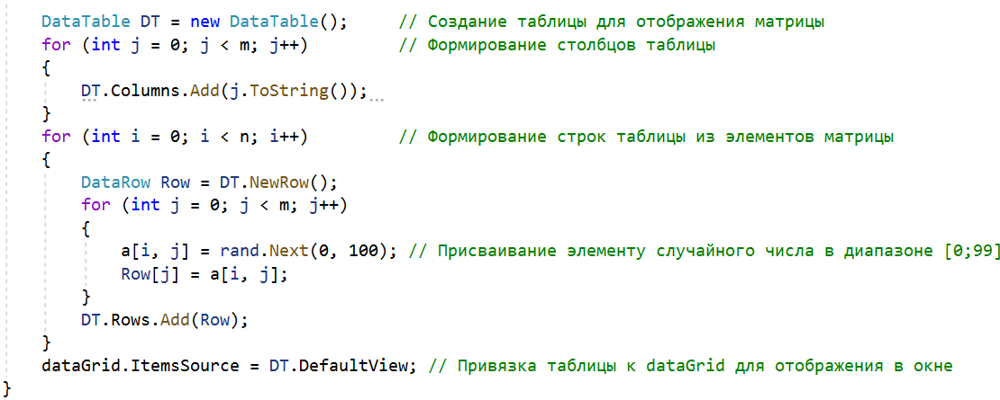 DataTable DT = new DataTable();     // Создание таблицы для отображения матрицы
for (int j = 0; j < m; j++)         // Формирование столбцов таблицы
{
    DT.Columns.Add(j.ToString());
}
for (int i = 0; i < n; i++)         // Формирование строк таблицы из элементов матрицы
{
    DataRow Row = DT.NewRow();
    for (int j = 0; j < m; j++)
    {
        a[i, j] = rand.Next(0, 100); // Присваивание элементу случайного числа в диапазоне [0;99]
        Row[j] = a[i, j];
    }
    DT.Rows.Add(Row);
}
dataGrid.ItemsSource = DT.DefaultView; // Привязка таблицы к dataGrid для отображения в окне
}